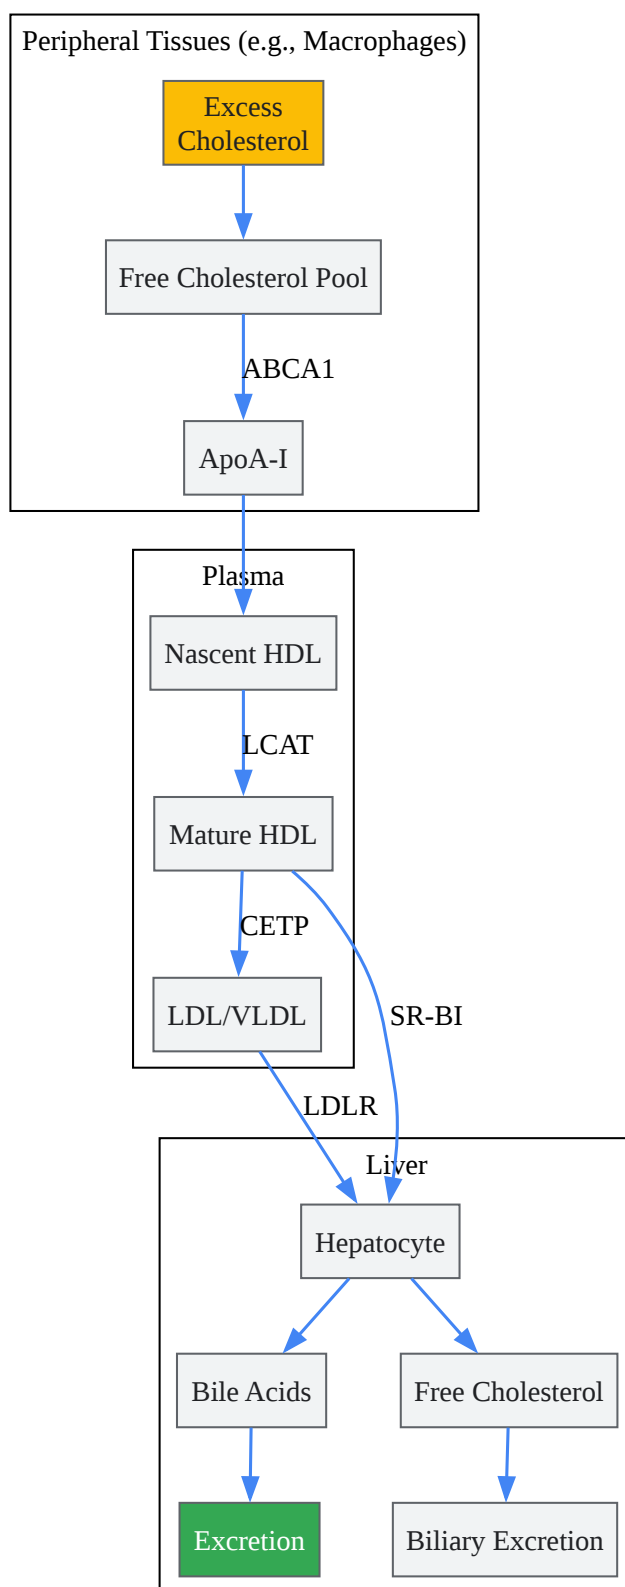 Peripheral Tissues (e.g., Macrophages)
Excess
Cholesterol
Free Cholesterol Pool
ABCA1
ApoA-I
Plasma
Nascent HDL
LCAT
Mature HDL
CETP
LDL/VLDL
SR-BI
LDLR
Liver
Hepatocyte
Bile Acids
Free Cholesterol
Excretion
Biliary Excretion